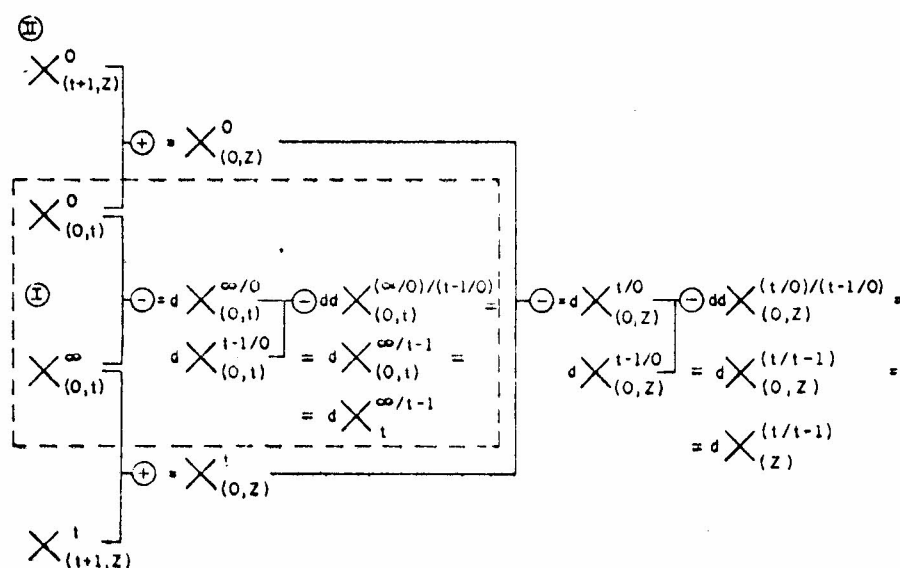 II
X^0_(t+1,Z)
⊕ = X^0_(0,Z)
X^0_(0,t)
I
⊖ = d X^∞/0_(0,t) ⊖ dd X^(∞/0)/(t-1/0)_(0,t) =
⊖ = d X^t/0_(0,Z) ⊖ dd X^(t/0)/(t-1/0)_(0,Z) =
X^∞_(0,t)
d X^t-1/0_(0,t) = d X^∞/t-1_(0,t) =
d X^t-1/0_(0,Z) = d X^(t/t-1)_(0,Z) =
= d X^∞/t-1_t
= d X^(t/t-1)_(Z)
⊕ = X^t_(0,Z)
X^t_(t+1,Z)